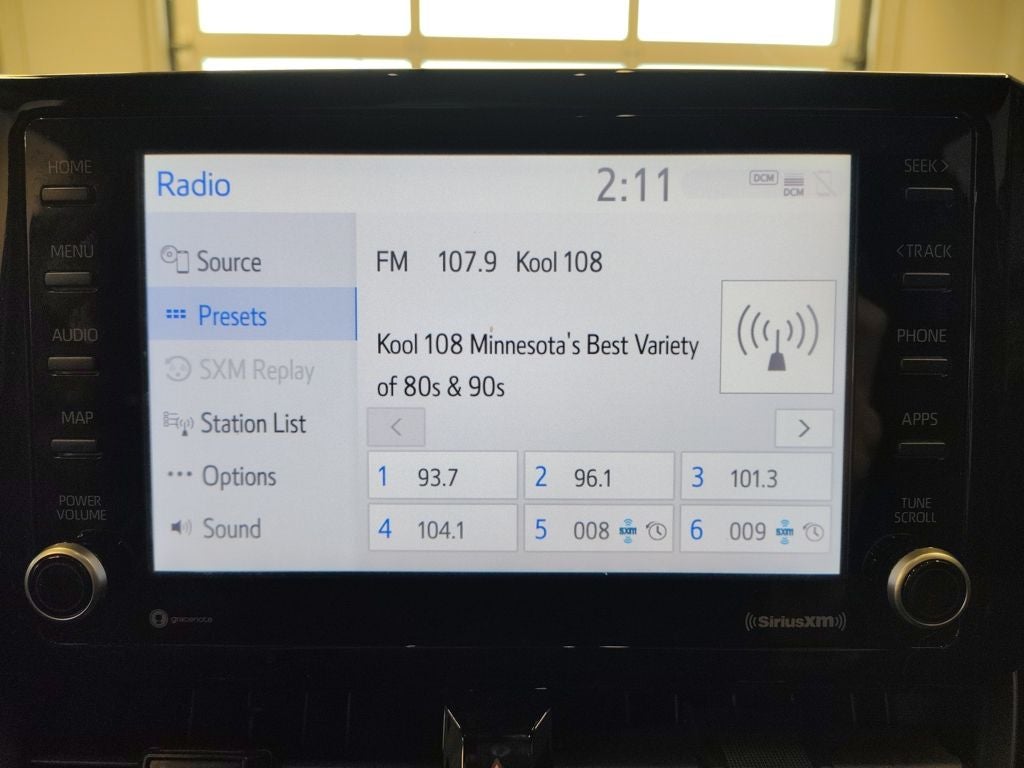 HOME
MENU
AUDIO
MAP
POWER
VOLUME
Radio
2:11
DCM
DCM
Source
Presets
SXM Replay
Station List
Options
Sound
FM 107.9 Kool 108
Kool 108 Minnesota's Best Variety
of 80s & 90s
<
>
1 93.7
2 96.1
3 101.3
4 104.1
5 008 sxm
6 009 sxm
SEEK >
< TRACK
PHONE
APPS
TUNE
SCROLL
gracenote
((SiriusXM))